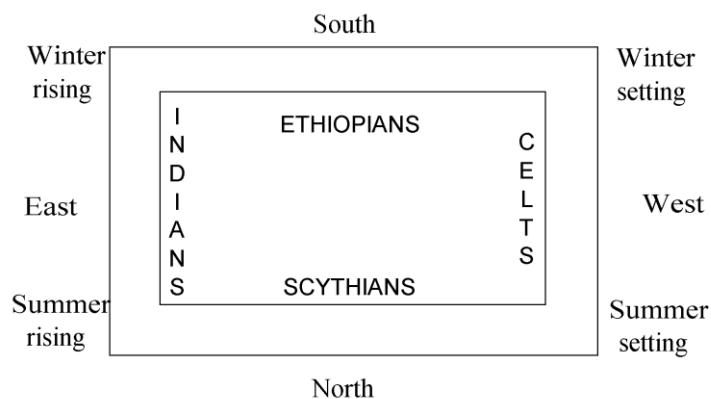 South
Winter
rising
Winter
setting
ETHIOPIANS
INDIANS
CELTS
East
West
SCYTHIANS
Summer
rising
Summer
setting
North